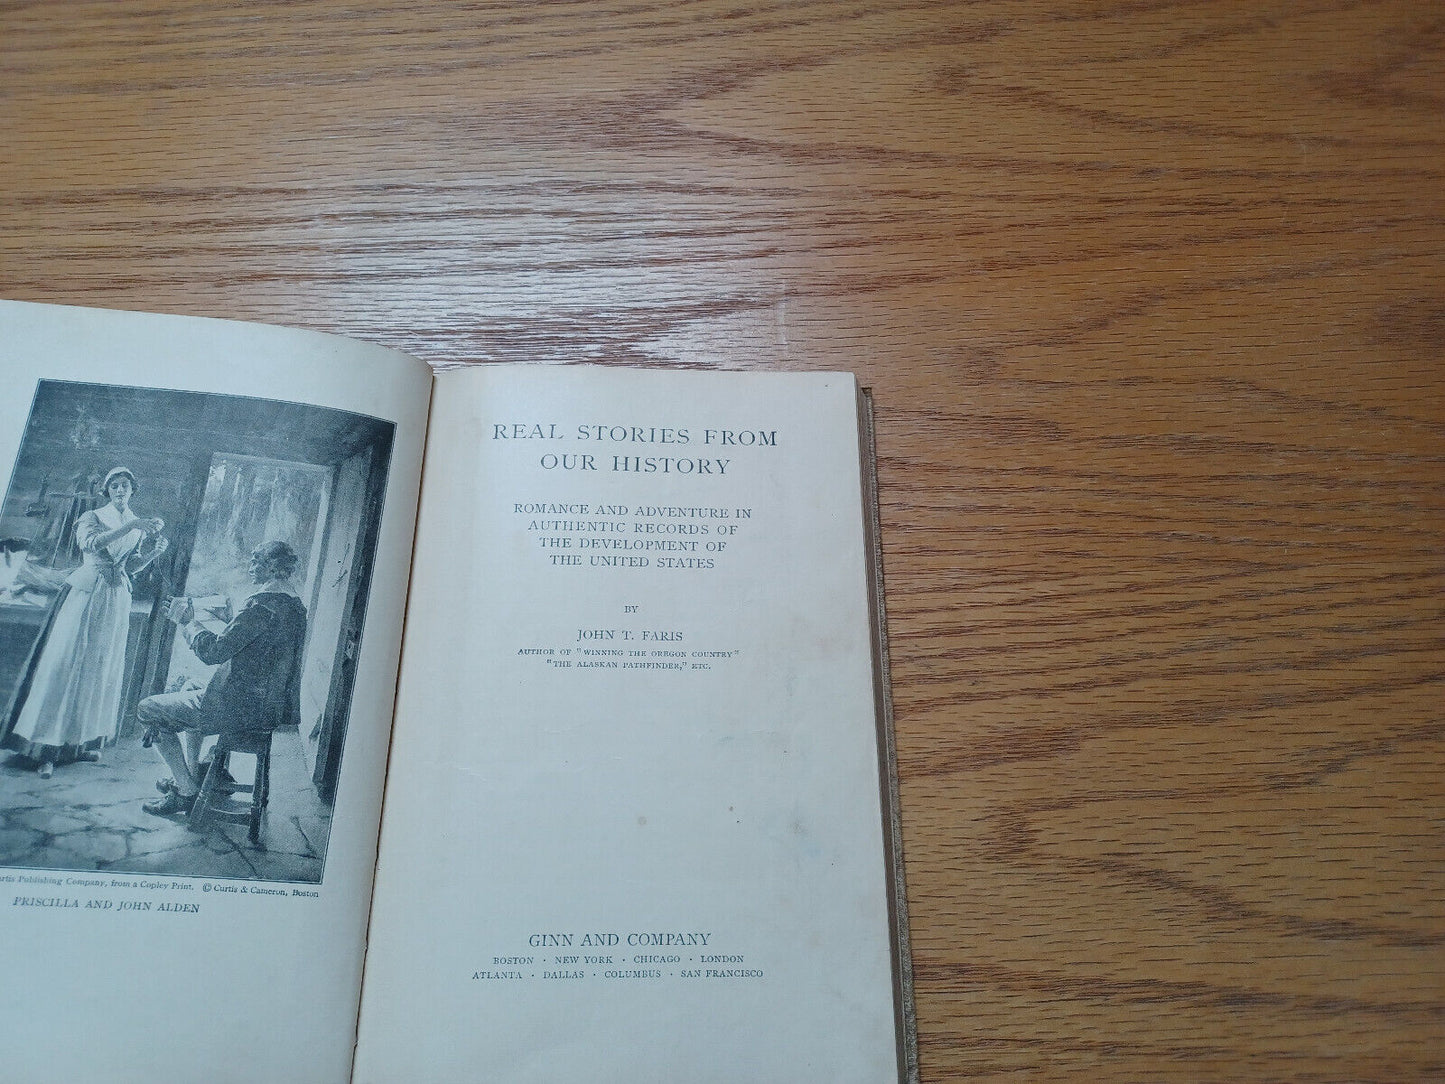 rtis Publishing Company, from a Copley Print. © Curtis & Cameron, Boston
PRISCILLA AND JOHN ALDEN
REAL STORIES FROM
OUR HISTORY
ROMANCE AND ADVENTURE IN
AUTHENTIC RECORDS OF
THE DEVELOPMENT OF
THE UNITED STATES
BY
JOHN T. FARIS
AUTHOR OF "WINNING THE OREGON COUNTRY"
"THE ALASKAN PATHFINDER," ETC.
GINN AND COMPANY
BOSTON · NEW YORK · CHICAGO · LONDON
ATLANTA · DALLAS · COLUMBUS · SAN FRANCISCO